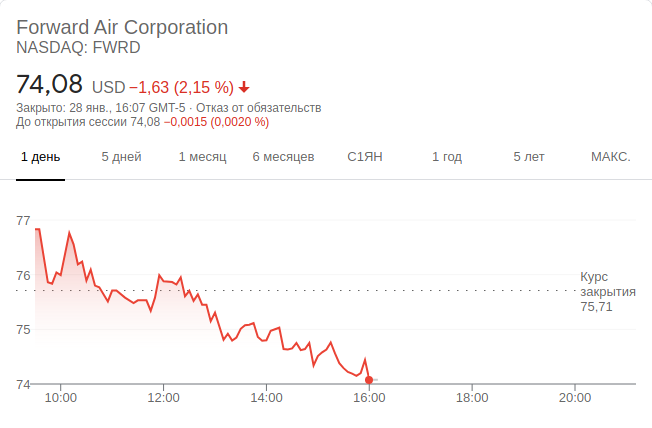 Forward Air Corporation
NASDAQ: FWRD
74,08 USD −1,63 (2,15 %)
Закрыто: 28 янв., 16:07 GMT-5 · Отказ от обязательств
До открытия сессии 74,08 −0,0015 (0,0020 %)
1 день 5 дней 1 месяц 6 месяцев С1ЯН 1 год 5 лет МАКС.
77
76
Курс
закрытия
75,71
75
74
10:00 12:00 14:00 16:00 18:00 20:00